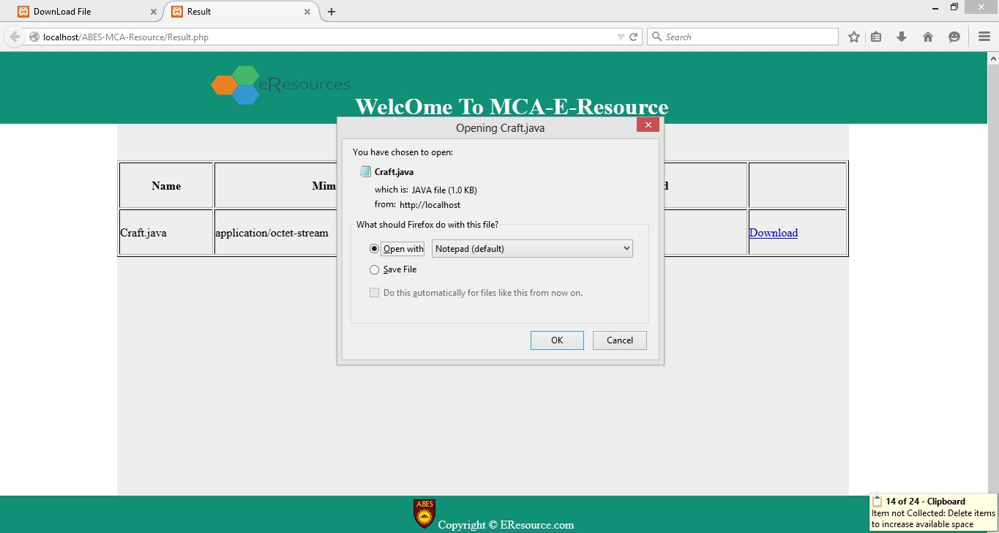 DownLoad File
Result
localhost/ABES-MCA-Resource/Result.php
Search
eResources
WelcOme To MCA-E-Resource
Opening Craft.java
You have chosen to open:
Craft.java
which is: JAVA file (1.0 KB)
from: http://localhost
What should Firefox do with this file?
Open with Notepad (default)
Save File
Do this automatically for files like this from now on.
OK Cancel
Name Mim d
Craft.java application/octet-stream Download
ABES
Copyright © EResource.com
14 of 24 - Clipboard
Item not Collected: Delete items
to increase available space